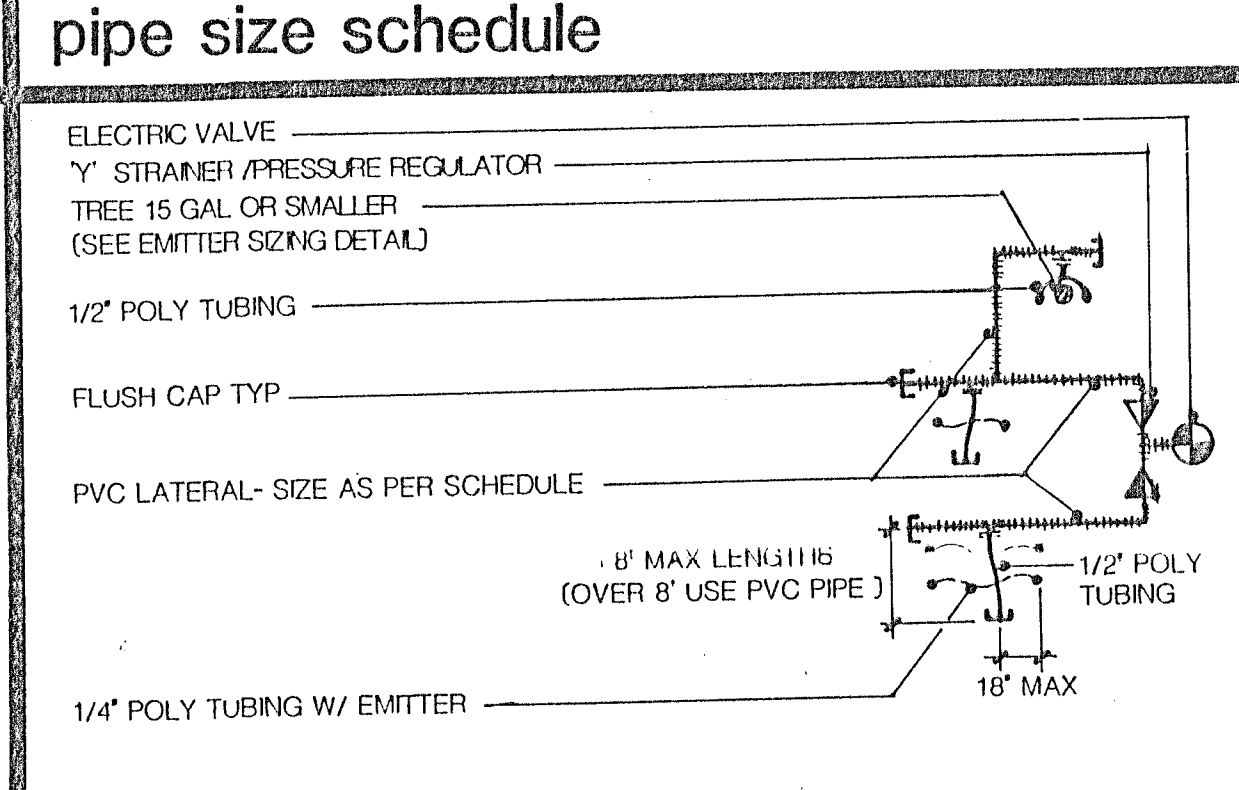 pipe size schedule
ELECTRIC VALVE
'Y' STRAINER /PRESSURE REGULATOR
TREE 15 GAL OR SMALLER
(SEE EMITTER SIZING DETAIL)
1/2" POLY TUBING
FLUSH CAP TYP
PVC LATERAL- SIZE AS PER SCHEDULE
8' MAX LENGTHS
(OVER 8' USE PVC PIPE )
1/2" POLY
TUBING
18" MAX
1/4" POLY TUBING W/ EMITTER